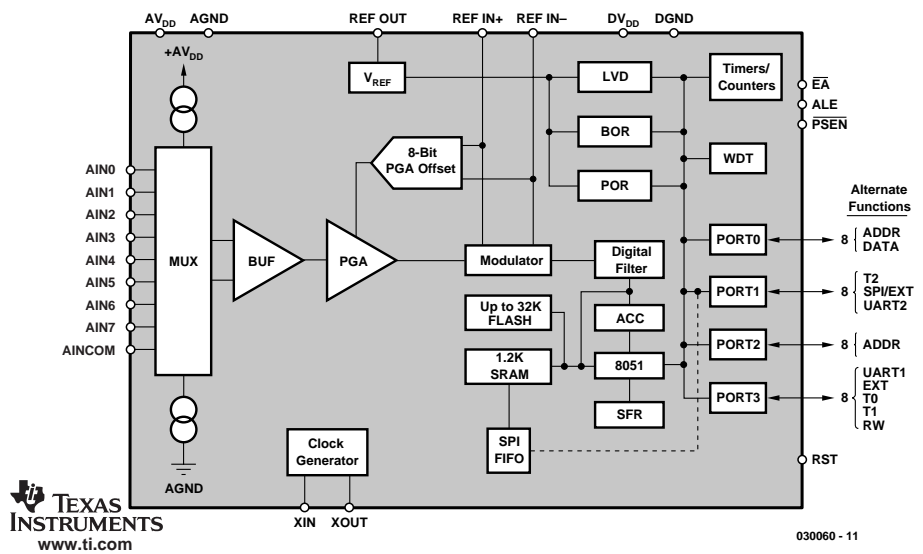 AVDD AGND REF OUT REF IN+ REF IN– DVDD DGND
+AVDD
VREF
LVD
Timers/
Counters
EA
ALE
PSEN
8-Bit
PGA Offset
BOR
WDT
POR
AIN0
AIN1
AIN2
AIN3
AIN4
AIN5
AIN6
AIN7
AINCOM
MUX
BUF
PGA
Modulator
Digital
Filter
Alternate
Functions
PORT0
8
ADDR
DATA
PORT1
8
T2
SPI/EXT
UART2
PORT2
8
ADDR
PORT3
8
UART1
EXT
T0
T1
RW
Up to 32K
FLASH
ACC
1.2K
SRAM
8051
SFR
SPI
FIFO
Clock
Generator
AGND
RST
XIN XOUT
ti
TEXAS
INSTRUMENTS
www.ti.com
030060 - 11